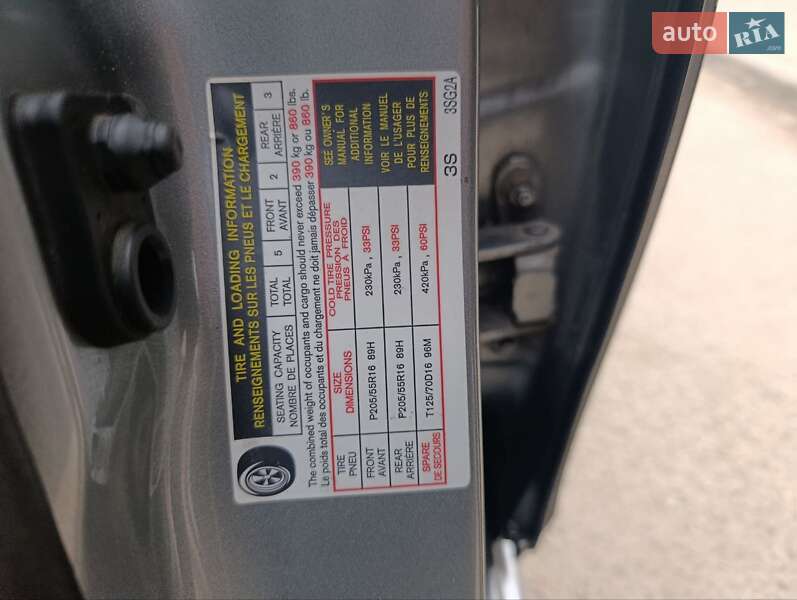 auto RIA
.com
TIRE AND LOADING INFORMATION
RENSEIGNEMENTS SUR LES PNEUS ET LE CHARGEMENT
SEATING CAPACITY TOTAL 5 FRONT 2 REAR 3
NOMBRE DE PLACES TOTAL AVANT ARRIÈRE
The combined weight of occupants and cargo should never exceed 390 kg or 860 lbs.
Le poids total des occupants et du chargement ne doit jamais dépasser 390 kg ou 860 lb.
TIRE
PNEU
SIZE
DIMENSIONS
COLD TIRE PRESSURE
PRESSION DES
PNEUS À FROID
FRONT
AVANT
P205/55R16 89H
230kPa , 33PSI
REAR
ARRIÈRE
P205/55R16 89H
230kPa , 33PSI
SPARE
DE SECOURS
T125/70D16 96M
420kPa , 60PSI
SEE OWNER'S
MANUAL FOR
ADDITIONAL
INFORMATION
VOIR LE MANUEL
DE L'USAGER
POUR PLUS DE
RENSEIGNEMENTS
3S 3SG2A